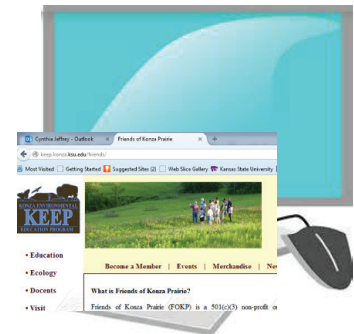 Cynthia Jeffrey - Outlook
Friends of Konza Prairie
keep.konza.ksu.edu/friends/
Most Visited Getting Started Suggested Sites (2) Web Slice Gallery Kansas State University
KONZA ENVIRONMENTAL
KEEP
EDUCATION PROGRAM
• Education
• Ecology
• Docents
• Visit
Become a Member | Events | Merchandise |
What is Friends of Konza Prairie?
Friends of Konza Prairie (FOKP) is a 501(c)(3) non-profit